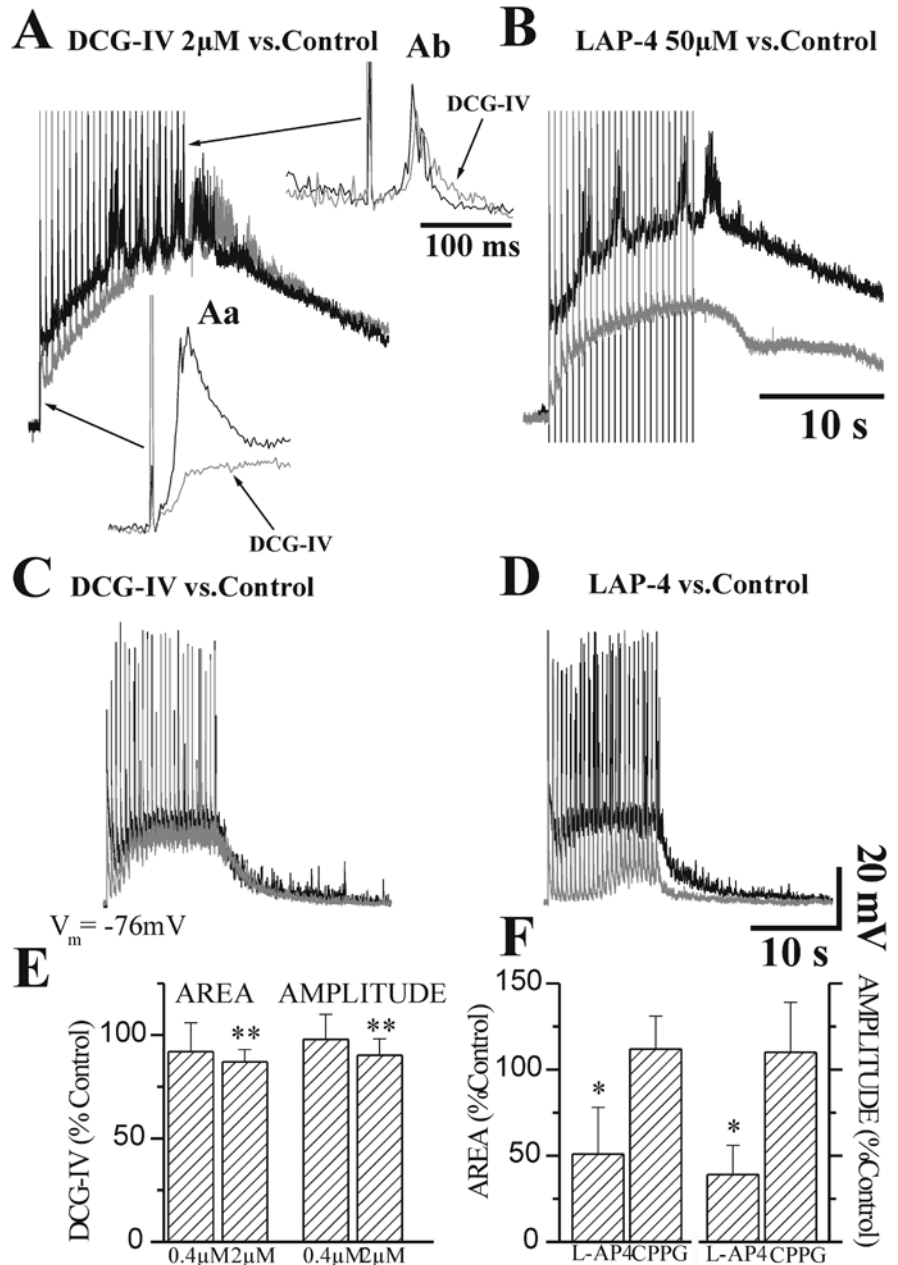 A DCG-IV 2μM vs.Control
Ab
DCG-IV
100 ms
Aa
DCG-IV
B LAP-4 50μM vs.Control
10 s
C DCG-IV vs.Control
V_m = -76mV
D LAP-4 vs.Control
20 mV
10 s
E
AREA AMPLITUDE
DCG-IV (% Control)
100
50
0
** **
0.4μM 2μM 0.4μM 2μM
F
AREA (%Control)
150
100
50
0
* *
L-AP4 CPPG L-AP4 CPPG
AMPLITUDE (%Control)